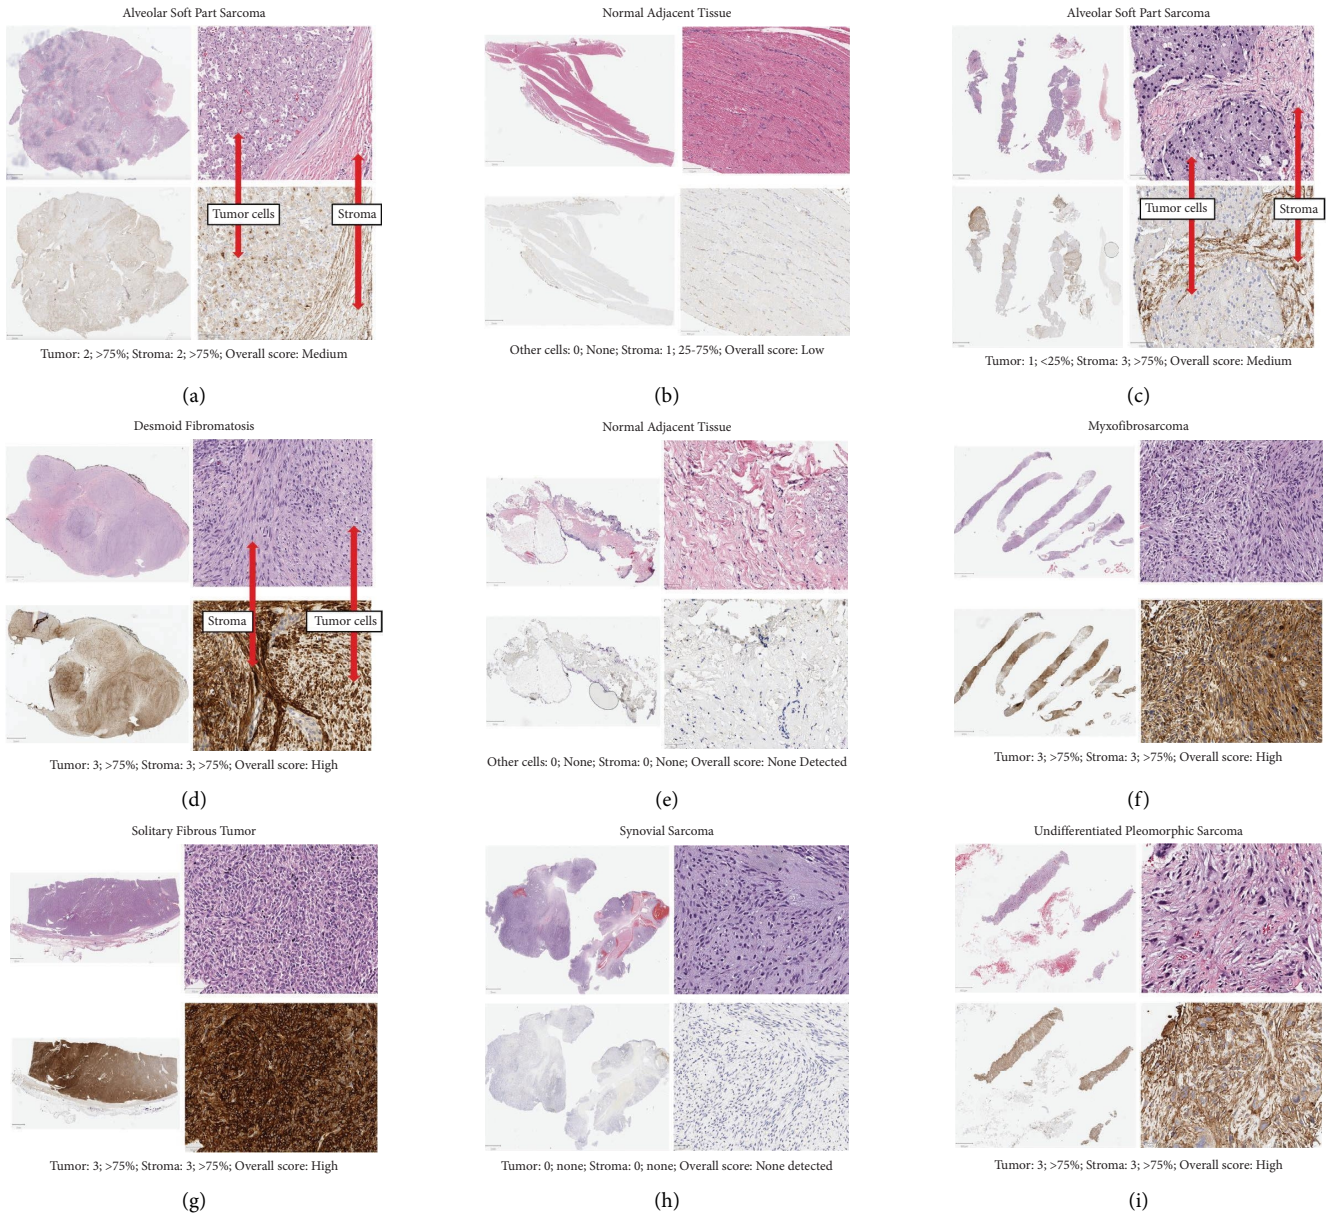 Alveolar Soft Part Sarcoma
Tumor cells
Stroma
Tumor: 2; >75%; Stroma: 2; >75%; Overall score: Medium
(a)
Normal Adjacent Tissue
Other cells: 0; None; Stroma: 1; 25-75%; Overall score: Low
(b)
Alveolar Soft Part Sarcoma
Tumor cells
Stroma
Tumor: 1; <25%; Stroma: 3; >75%; Overall score: Medium
(c)
Desmoid Fibromatosis
Stroma
Tumor cells
Tumor: 3; >75%; Stroma: 3; >75%; Overall score: High
(d)
Normal Adjacent Tissue
Other cells: 0; None; Stroma: 0; None; Overall score: None Detected
(e)
Myxofibrosarcoma
Tumor: 3; >75%; Stroma: 3; >75%; Overall score: High
(f)
Solitary Fibrous Tumor
Tumor: 3; >75%; Stroma: 3; >75%; Overall score: High
(g)
Synovial Sarcoma
Tumor: 0; none; Stroma: 0; none; Overall score: None detected
(h)
Undifferentiated Pleomorphic Sarcoma
Tumor: 3; >75%; Stroma: 3; >75%; Overall score: High
(i)